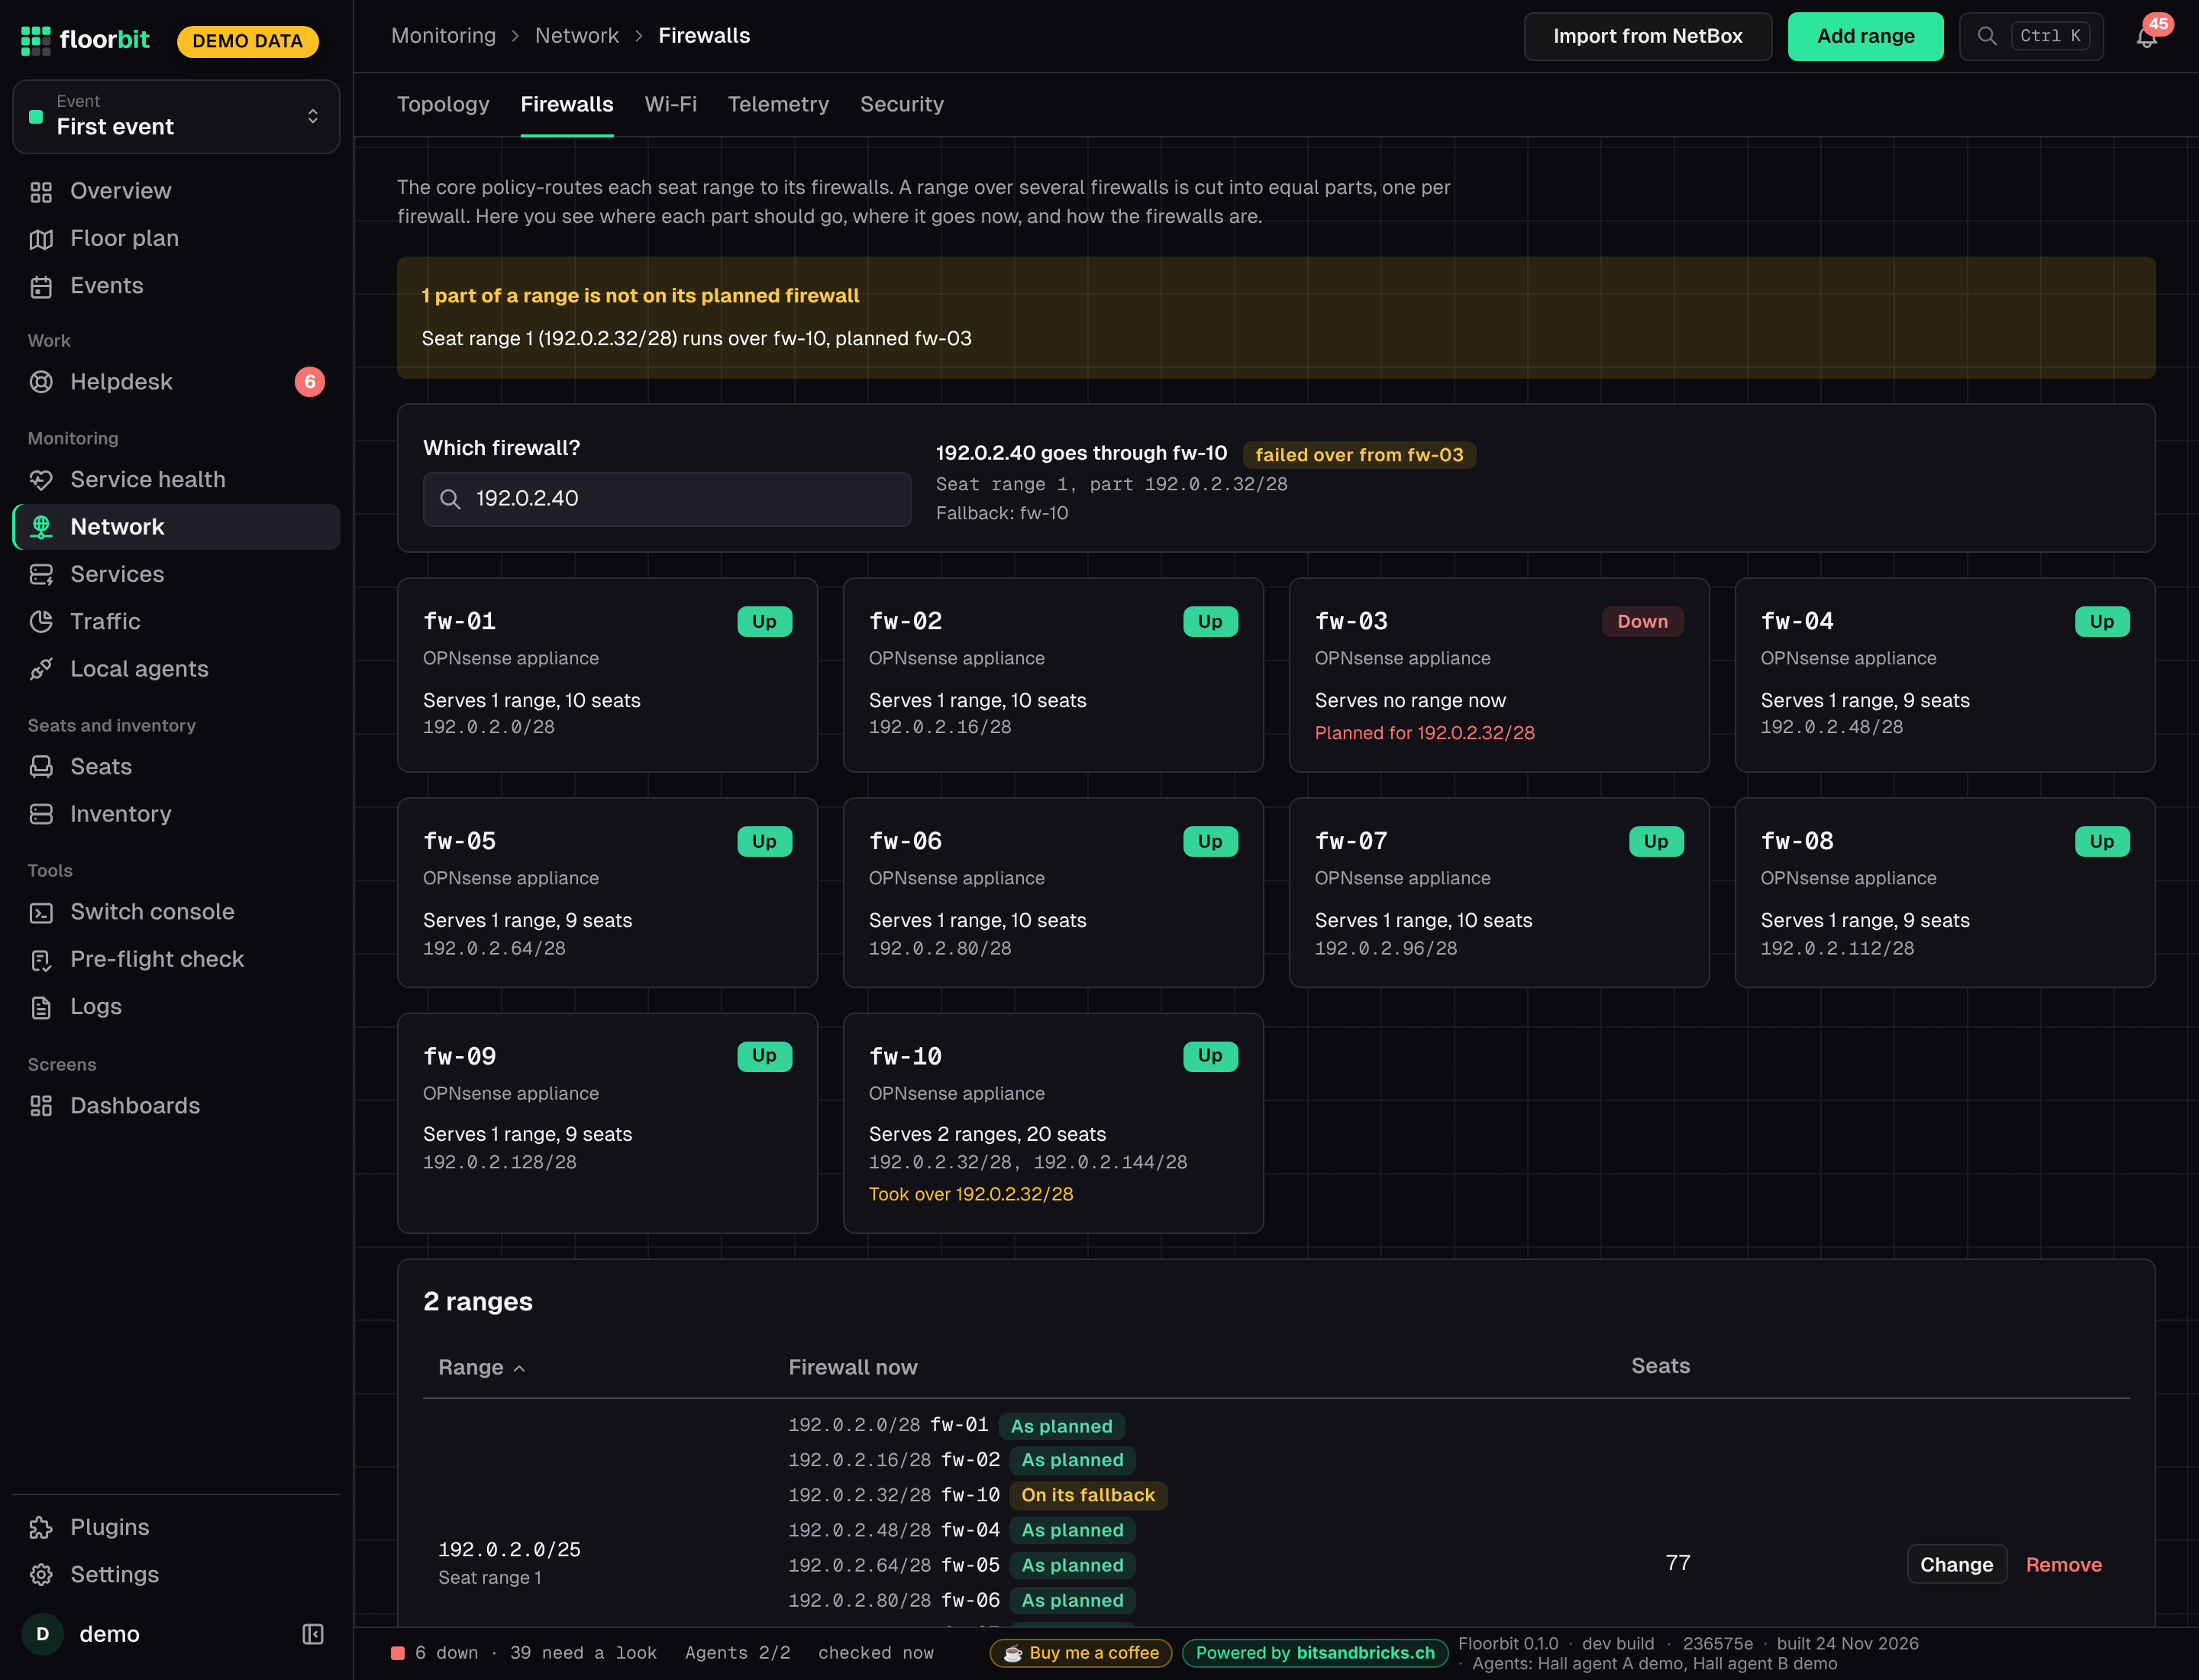 floorbit DEMO DATA
Event
First event
Overview
Floor plan
Events
Work
Helpdesk 6
Monitoring
Service health
Network
Services
Traffic
Local agents
Seats and inventory
Seats
Inventory
Tools
Switch console
Pre-flight check
Logs
Screens
Dashboards
Plugins
Settings
D demo
Monitoring > Network > Firewalls
Import from NetBox Add range Ctrl K 45
Topology Firewalls Wi-Fi Telemetry Security
The core policy-routes each seat range to its firewalls. A range over several firewalls is cut into equal parts, one per
firewall. Here you see where each part should go, where it goes now, and how the firewalls are.
1 part of a range is not on its planned firewall
Seat range 1 (192.0.2.32/28) runs over fw-10, planned fw-03
Which firewall?
192.0.2.40
192.0.2.40 goes through fw-10 failed over from fw-03
Seat range 1, part 192.0.2.32/28
Fallback: fw-10
fw-01 Up
OPNsense appliance
Serves 1 range, 10 seats
192.0.2.0/28
fw-02 Up
OPNsense appliance
Serves 1 range, 10 seats
192.0.2.16/28
fw-03 Down
OPNsense appliance
Serves no range now
Planned for 192.0.2.32/28
fw-04 Up
OPNsense appliance
Serves 1 range, 9 seats
192.0.2.48/28
fw-05 Up
OPNsense appliance
Serves 1 range, 9 seats
192.0.2.64/28
fw-06 Up
OPNsense appliance
Serves 1 range, 10 seats
192.0.2.80/28
fw-07 Up
OPNsense appliance
Serves 1 range, 10 seats
192.0.2.96/28
fw-08 Up
OPNsense appliance
Serves 1 range, 9 seats
192.0.2.112/28
fw-09 Up
OPNsense appliance
Serves 1 range, 9 seats
192.0.2.128/28
fw-10 Up
OPNsense appliance
Serves 2 ranges, 20 seats
192.0.2.32/28, 192.0.2.144/28
Took over 192.0.2.32/28
2 ranges
Range Firewall now Seats
192.0.2.0/25
Seat range 1
192.0.2.0/28 fw-01 As planned
192.0.2.16/28 fw-02 As planned
192.0.2.32/28 fw-10 On its fallback
192.0.2.48/28 fw-04 As planned
192.0.2.64/28 fw-05 As planned
192.0.2.80/28 fw-06 As planned
77 Change Remove
6 down · 39 need a look Agents 2/2 checked now
☕ Buy me a coffee Powered by bitsandbricks.ch
Floorbit 0.1.0 · dev build · 236575e · built 24 Nov 2026
· Agents: Hall agent A demo, Hall agent B demo